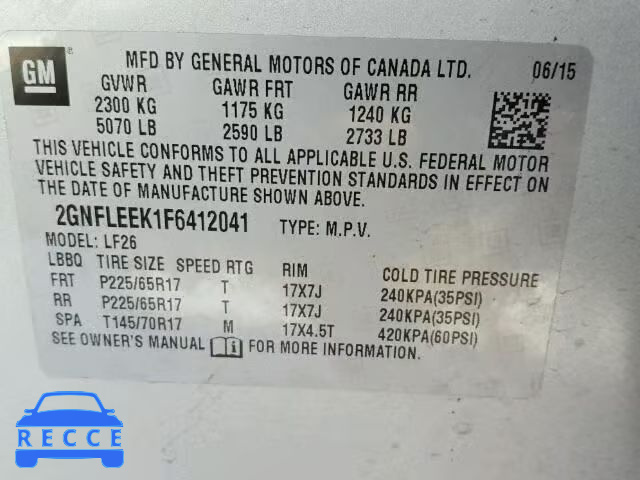 GM
MFD BY GENERAL MOTORS OF CANADA LTD. 06/15
GVWR GAWR FRT GAWR RR
2300 KG 1175 KG 1240 KG
5070 LB 2590 LB 2733 LB
THIS VEHICLE CONFORMS TO ALL APPLICABLE U.S. FEDERAL MOTOR
VEHICLE SAFETY AND THEFT PREVENTION STANDARDS IN EFFECT ON
THE DATE OF MANUFACTURE SHOWN ABOVE.
2GNFLEEK1F6412041 TYPE: M.P.V.
MODEL: LF26
LBBQ TIRE SIZE SPEED RTG RIM COLD TIRE PRESSURE
FRT P225/65R17 T 17X7J 240KPA(35PSI)
RR P225/65R17 T 17X7J 240KPA(35PSI)
SPA T145/70R17 M 17X4.5T 420KPA(60PSI)
SEE OWNER'S MANUAL FOR MORE INFORMATION.
RECCE